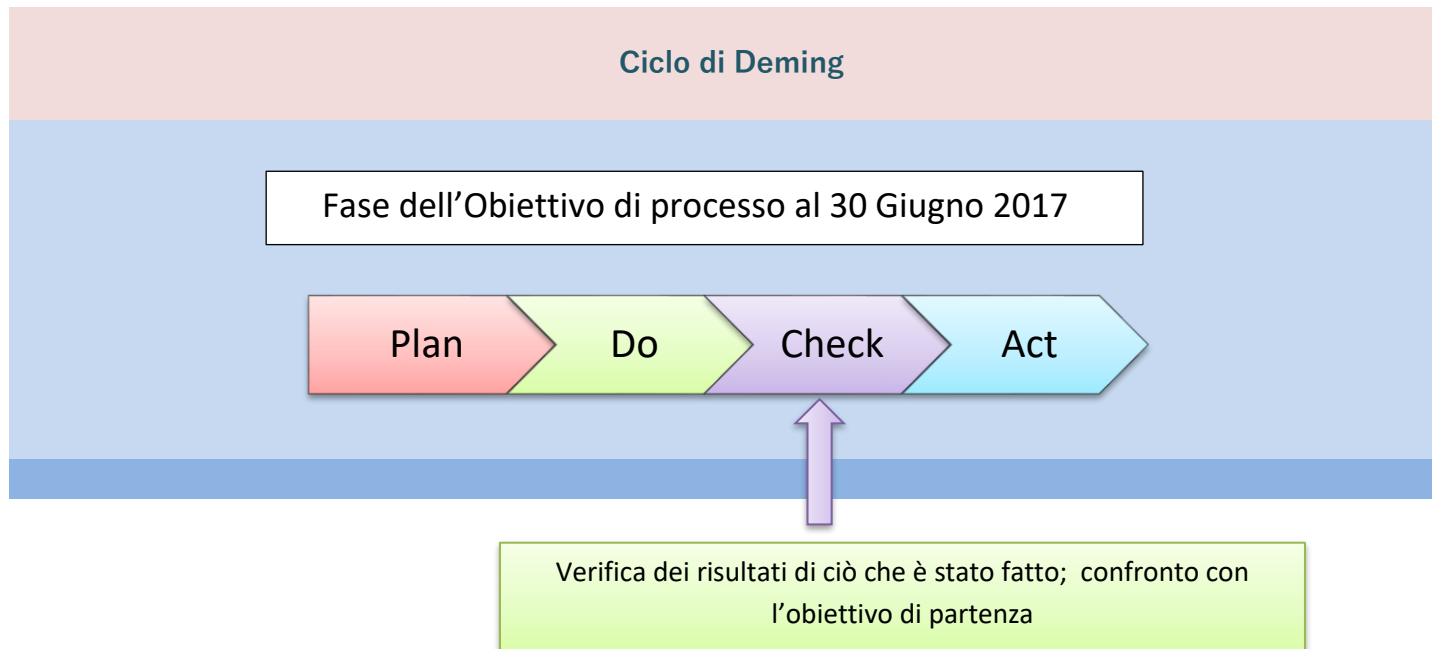 Ciclo di Deming
Fase dell’Obiettivo di processo al 30 Giugno 2017
Plan
Do
Check
Act
Verifica dei risultati di ciò che è stato fatto; confronto con
l’obiettivo di partenza